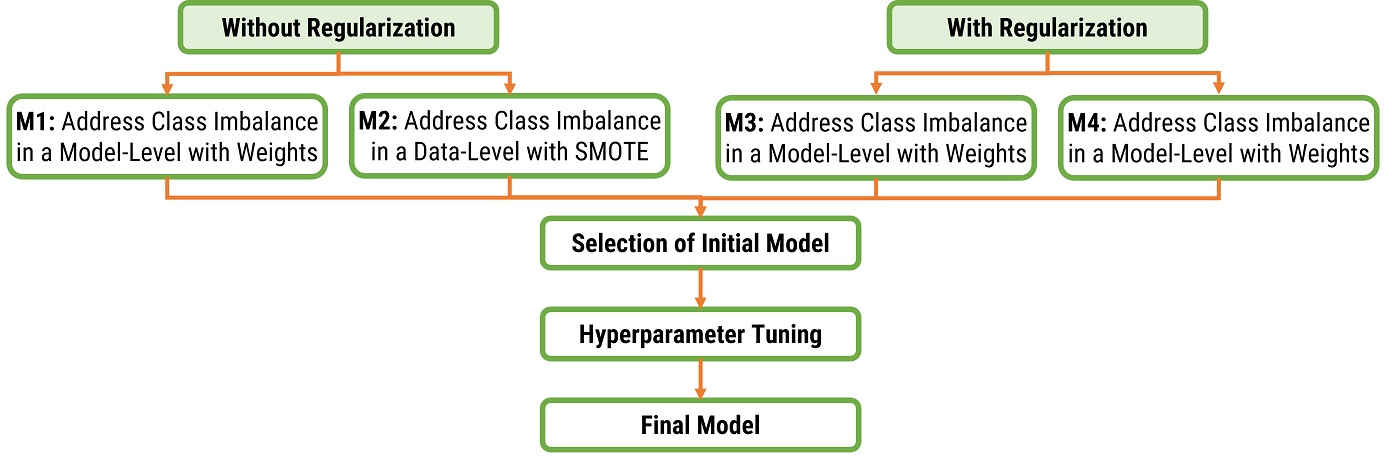 Without Regularization
With Regularization
M1: Address Class Imbalance
in a Model-Level with Weights
M2: Address Class Imbalance
in a Data-Level with SMOTE
M3: Address Class Imbalance
in a Model-Level with Weights
M4: Address Class Imbalance
in a Model-Level with Weights
Selection of Initial Model
Hyperparameter Tuning
Final Model